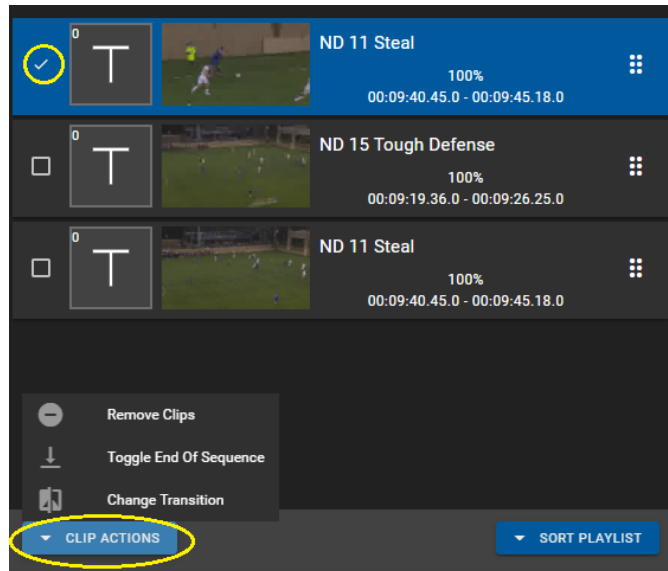 0
T
ND 11 Steal
100%
00:09:40.45.0 - 00:09:45.18.0
0
T
ND 15 Tough Defense
100%
00:09:19.36.0 - 00:09:26.25.0
0
T
ND 11 Steal
100%
00:09:40.45.0 - 00:09:45.18.0
Remove Clips
Toggle End Of Sequence
Change Transition
CLIP ACTIONS
SORT PLAYLIST